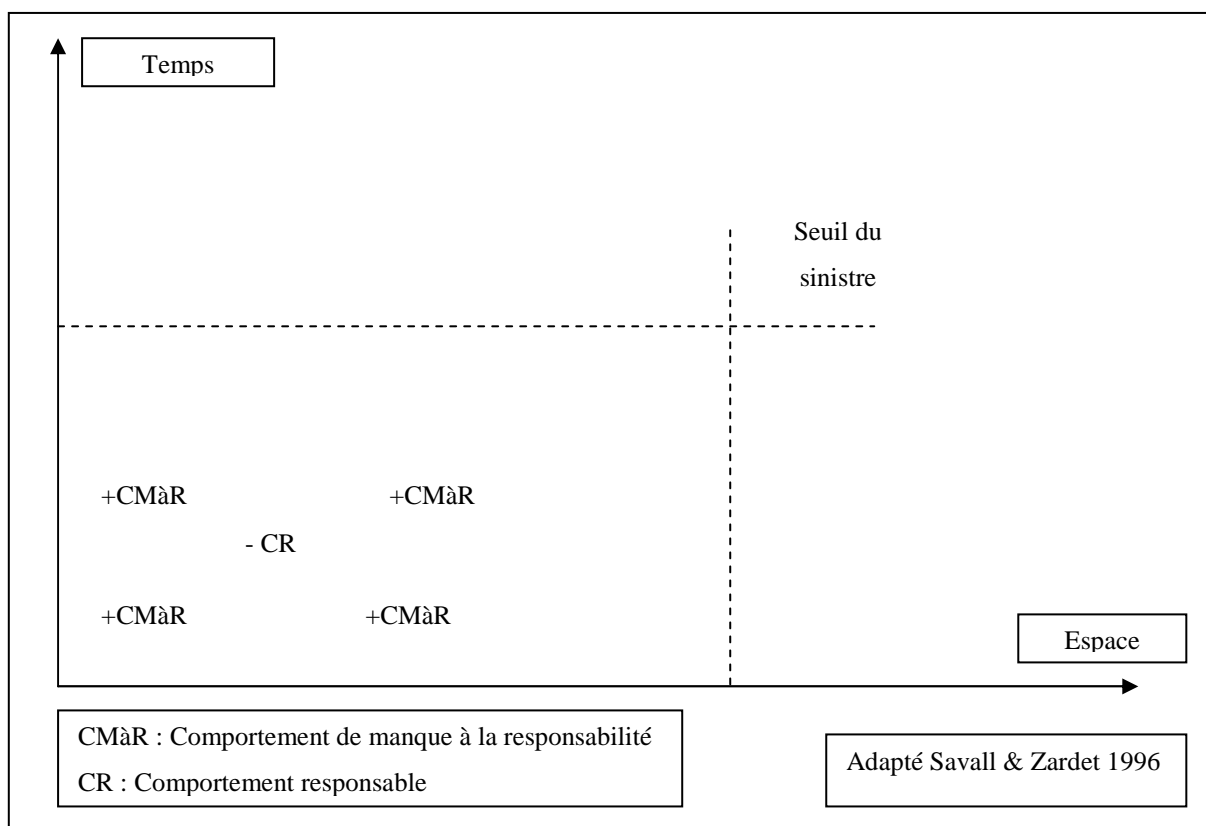 Temps
Seuil du
sinistre
+CMàR +CMàR
- CR
+CMàR +CMàR
Espace
CMàR : Comportement de manque à la responsabilité
CR : Comportement responsable
Adapté Savall & Zardet 1996